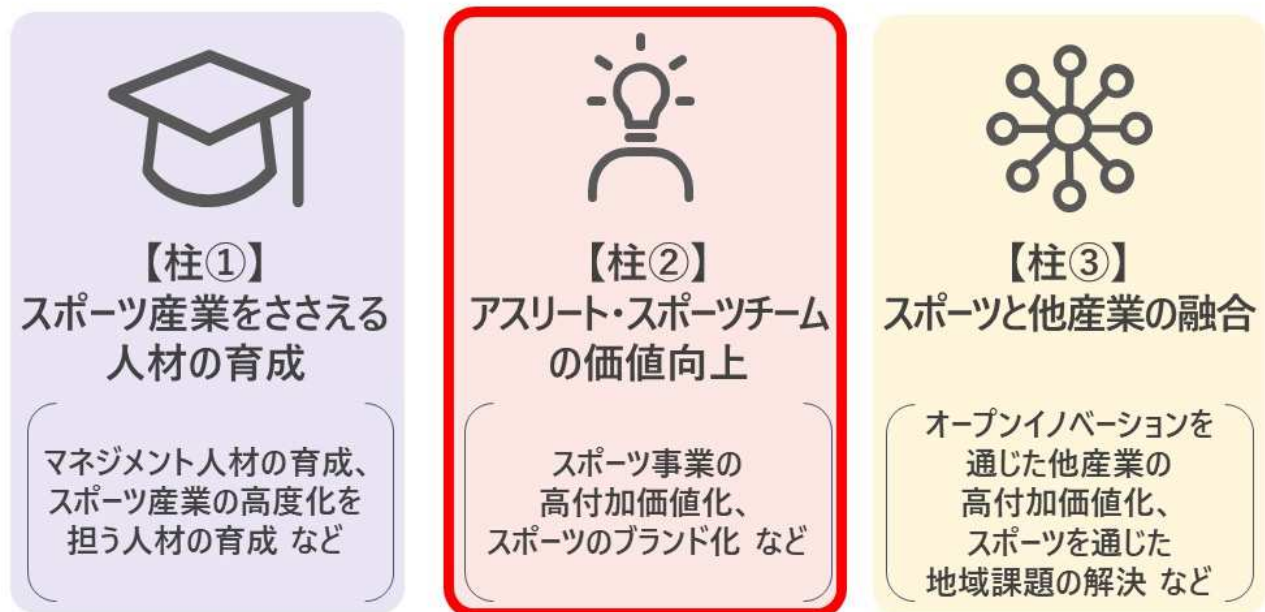 【柱①】
スポーツ産業をささえる
人材の育成
マネジメント人材の育成、
スポーツ産業の高度化を
担う人材の育成 など
【柱②】
アスリート・スポーツチーム
の価値向上
スポーツ事業の
高付加価値化、
スポーツのブランド化 など
【柱③】
スポーツと他産業の融合
オープンイノベーションを
通じた他産業の
高付加価値化、
スポーツを通じた
地域課題の解決 など